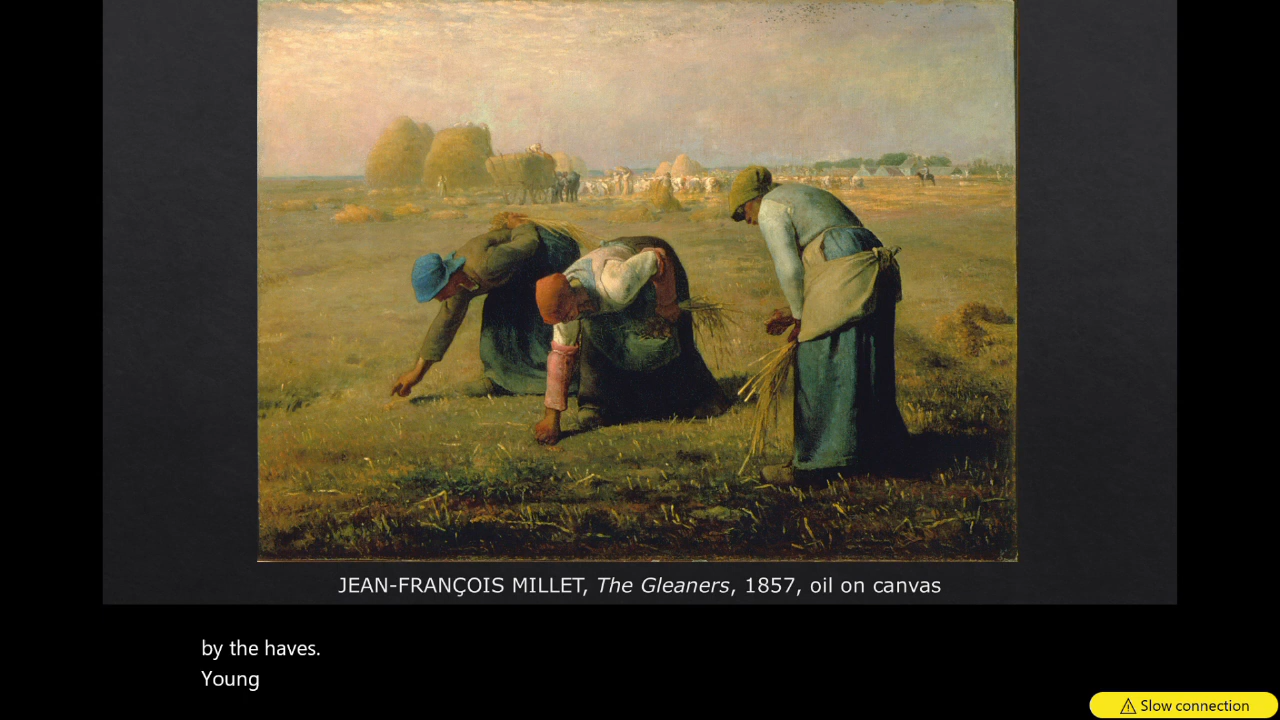 JEAN-FRANÇOIS MILLET, The Gleaners, 1857, oil on canvas
by the haves.
Young
Slow connection